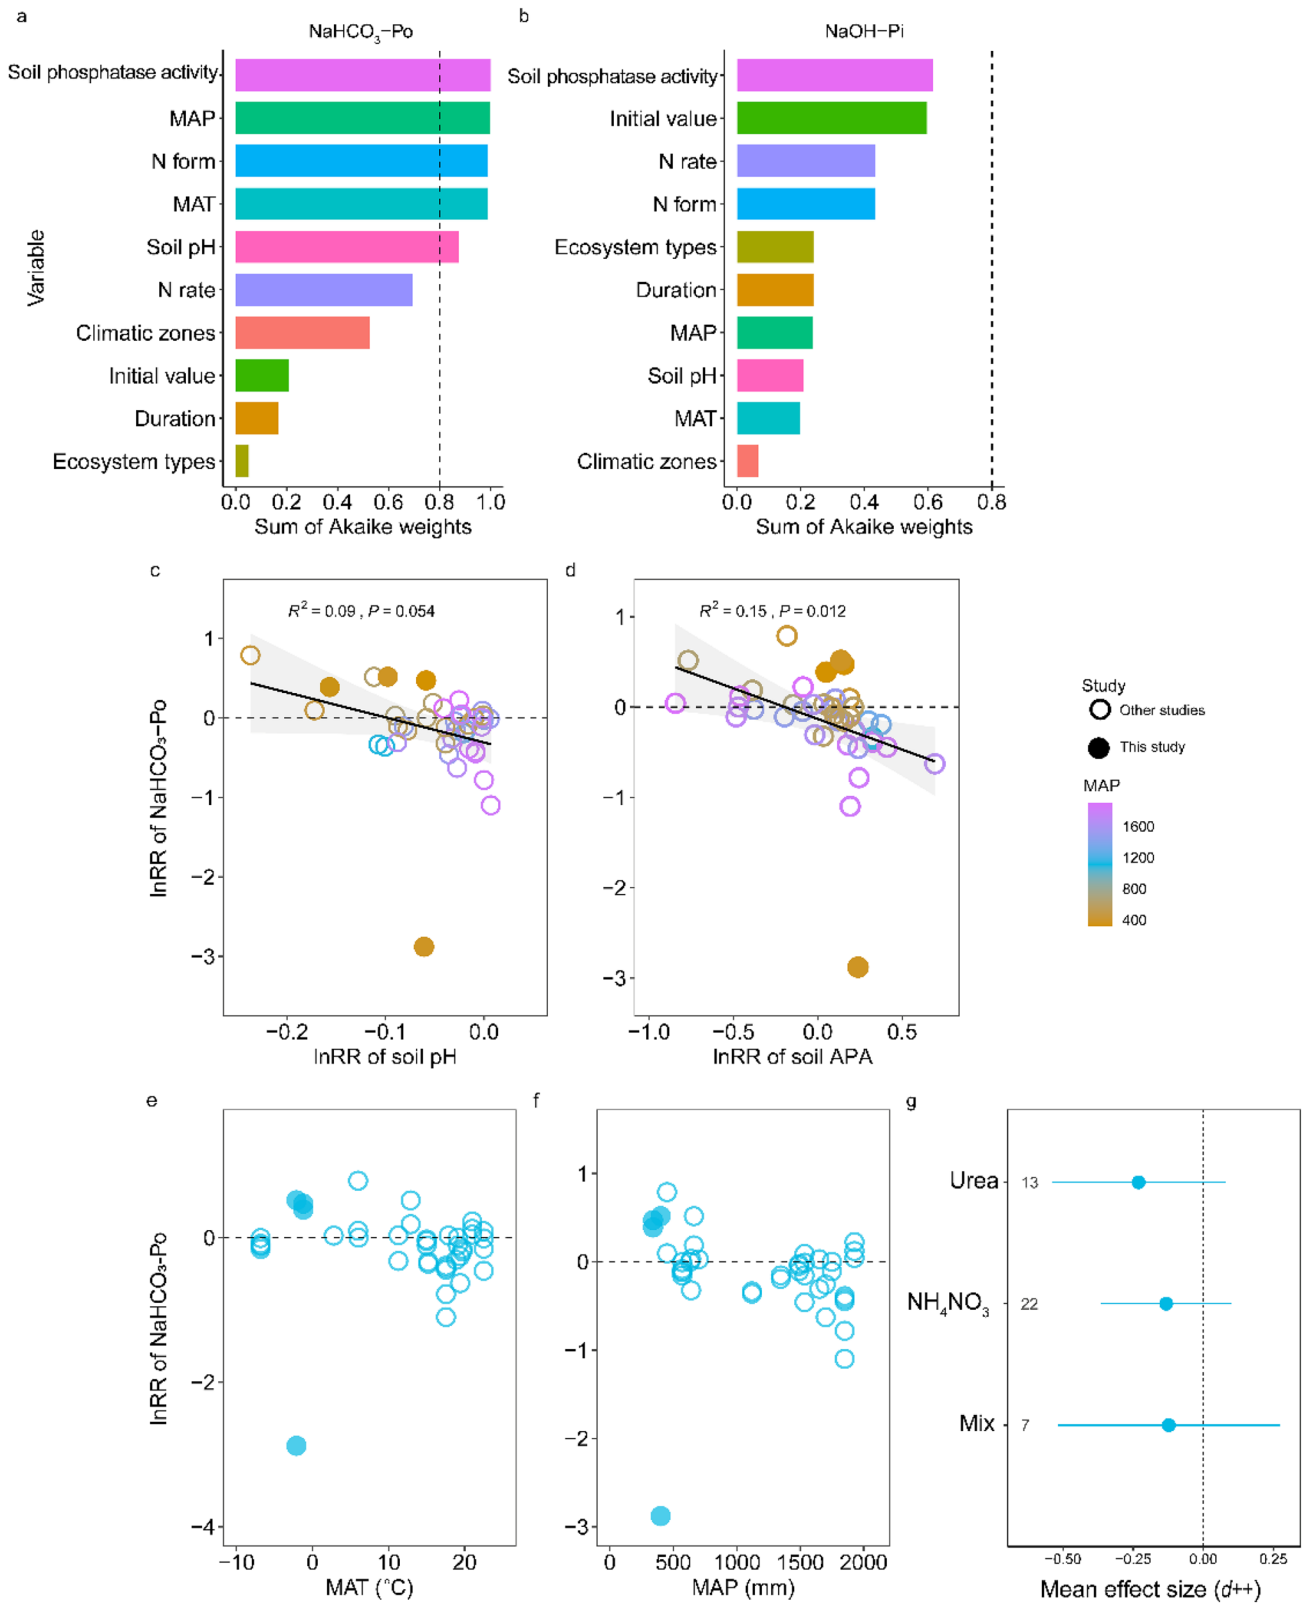 a
NaHCO₃−Po
Variable
Soil phosphatase activity
MAP
N form
MAT
Soil pH
N rate
Climatic zones
Initial value
Duration
Ecosystem types
0.0 0.2 0.4 0.6 0.8 1.0
Sum of Akaike weights
b
NaOH−Pi
Soil phosphatase activity
Initial value
N rate
N form
Ecosystem types
Duration
MAP
Soil pH
MAT
Climatic zones
0.0 0.2 0.4 0.6 0.8
Sum of Akaike weights
c
R² = 0.09 , P = 0.054
lnRR of NaHCO₃−Po
1
0
−1
−2
−3
−0.2 −0.1 0.0
lnRR of soil pH
d
R² = 0.15 , P = 0.012
1
0
−1
−2
−3
−1.0 −0.5 0.0 0.5
lnRR of soil APA
Study
Other studies
This study
MAP
1600
1200
800
400
e
lnRR of NaHCO₃-Po
0
−2
−4
−10 0 10 20
MAT (°C)
f
1
0
−1
−2
−3
0 500 1000 1500 2000
MAP (mm)
g
Urea 13
NH₄NO₃ 22
Mix 7
−0.50 −0.25 0.00 0.25
Mean effect size (d++)